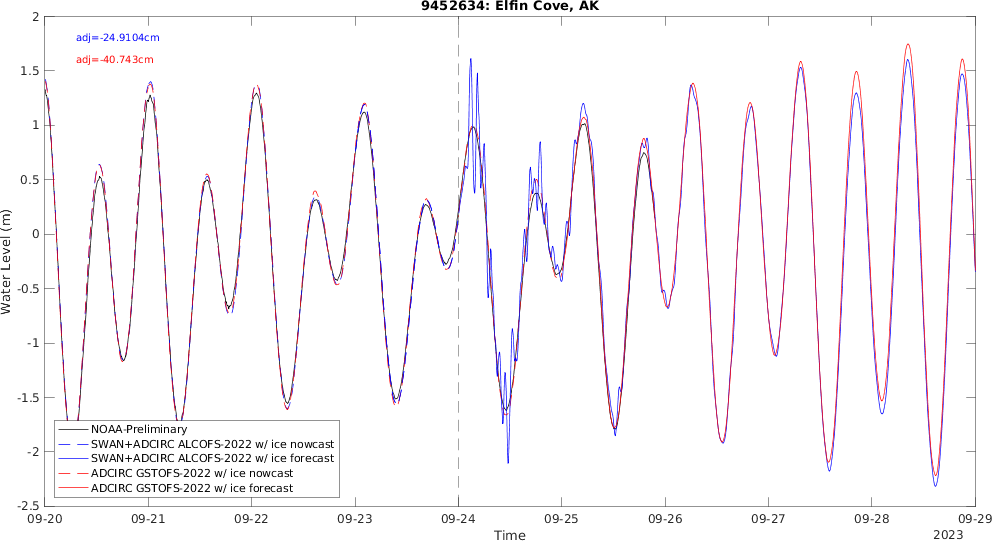 9452634: Elfin Cove, AK
adj=-24.9104cm
adj=-40.743cm
Water Level (m)
2
1.5
1
0.5
0
-0.5
-1
-1.5
-2
-2.5
NOAA-Preliminary
SWAN+ADCIRC ALCOFS-2022 w/ ice nowcast
SWAN+ADCIRC ALCOFS-2022 w/ ice forecast
ADCIRC GSTOFS-2022 w/ ice nowcast
ADCIRC GSTOFS-2022 w/ ice forecast
09-20 09-21 09-22 09-23 09-24 09-25 09-26 09-27 09-28 09-29
Time
2023